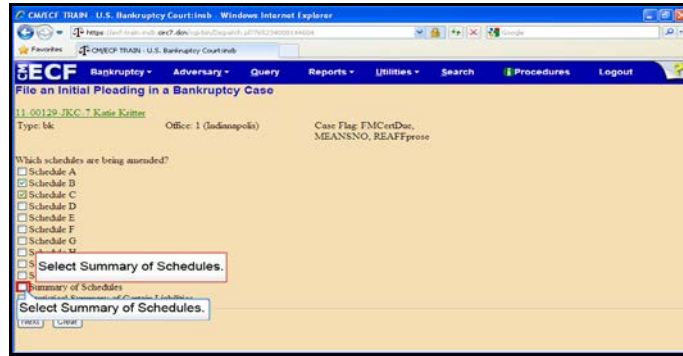 CM/ECF TRAIN - U.S. Bankruptcy Court:insb - Windows Internet Explorer
Google
Favorites CM/ECF TRAIN - U.S. Bankruptcy Court:insb
ECF Bankruptcy Adversary Query Reports Utilities Search Procedures Logout
File an Initial Pleading in a Bankruptcy Case
11-00129-JKC-7 Katie Kritter
Type: bk Office: 1 (Indianapolis) Case Flag: FMCertDue,
MEANSNO, REAFFprose
Which schedules are being amended?
Schedule A
Schedule B
Schedule C
Schedule D
Schedule E
Schedule F
Schedule G
Select Summary of Schedules.
Summary of Schedules
Select Summary of Schedules.
Next Clear